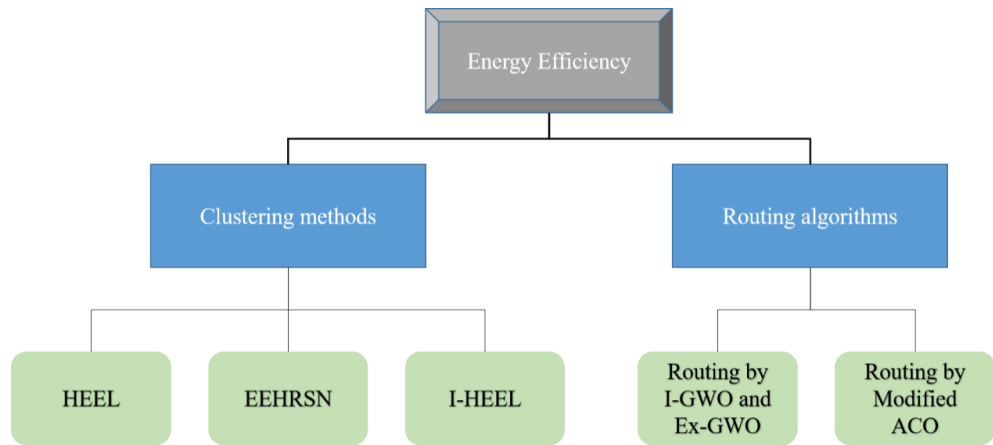 Energy Efficiency
Clustering methods
Routing algorithms
HEEL
EEHRSN
I-HEEL
Routing by
I-GWO and
Ex-GWO
Routing by
Modified
ACO